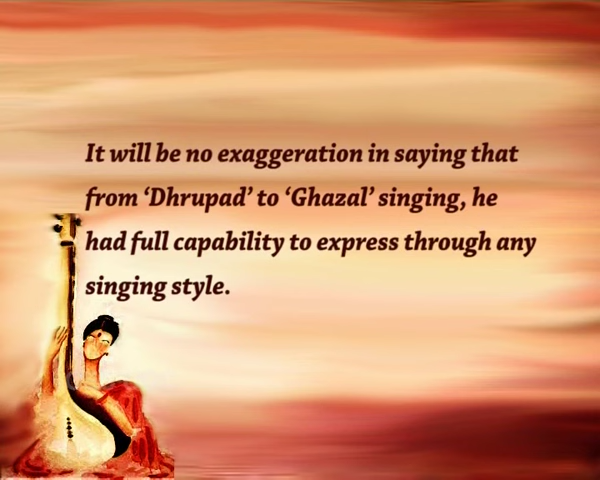 It will be no exaggeration in saying that
from ‘Dhrupad’ to ‘Ghazal’ singing, he
had full capability to express through any
singing style.